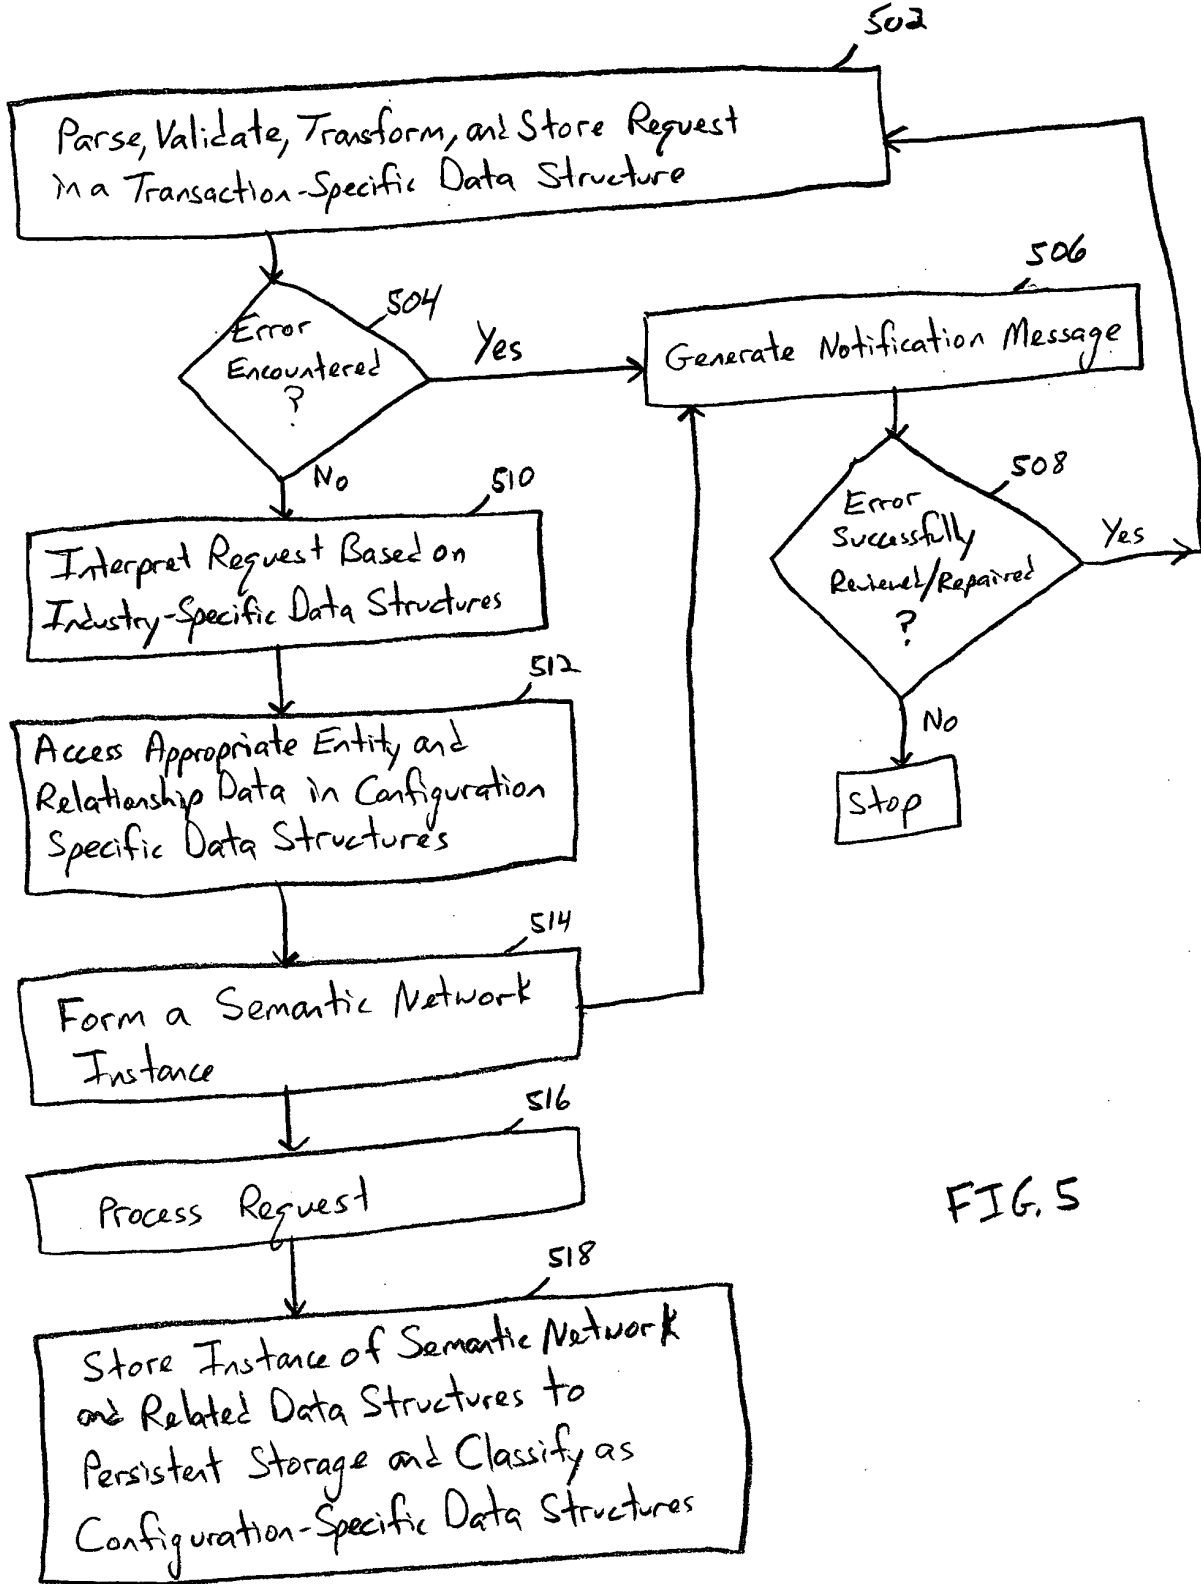 502
Parse, Validate, Transform, and Store Request
in a Transaction-Specific Data Structure
504
Error
Encountered
?
Yes
No
506
Generate Notification Message
508
Error
Successfully
Reviewed/Repaired
?
Yes
No
Stop
510
Interpret Request Based on
Industry-Specific Data Structures
512
Access Appropriate Entity and
Relationship Data in Configuration
Specific Data Structures
514
Form a Semantic Network
Instance
516
Process Request
518
Store Instance of Semantic Network
and Related Data Structures to
Persistent Storage and Classify as
Configuration-Specific Data Structures
FIG. 5